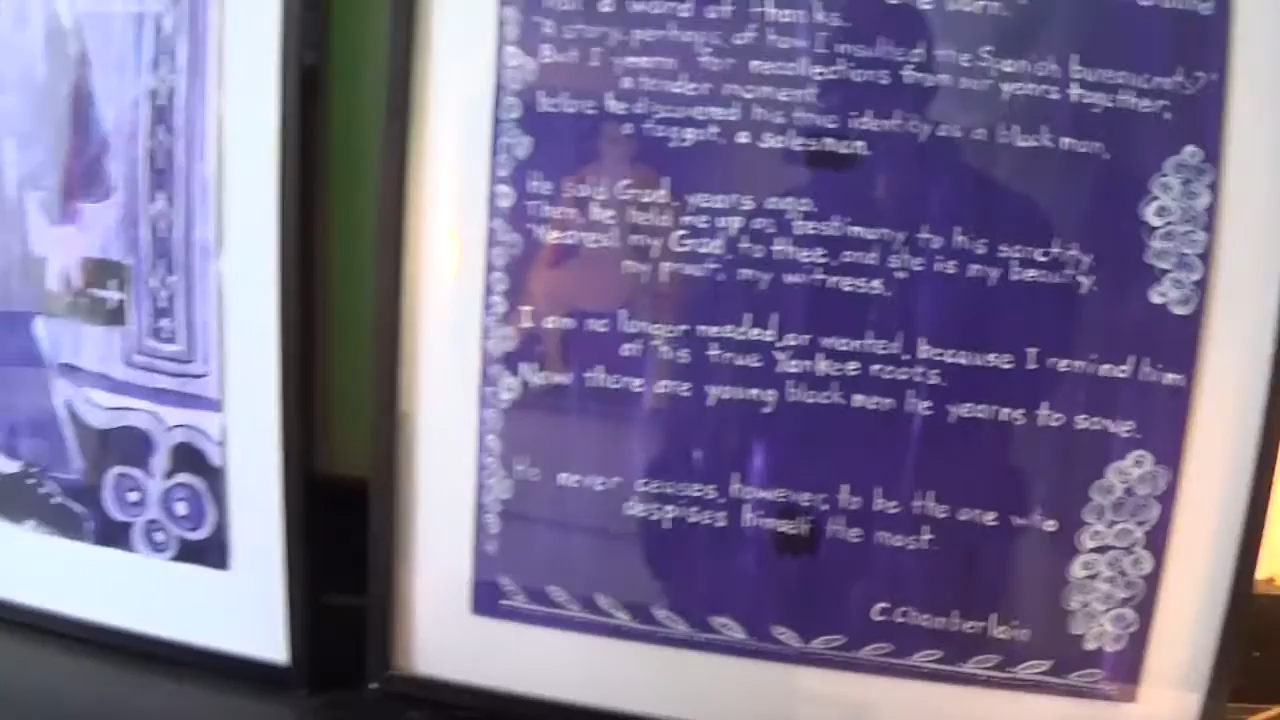 not a word of thanks.
"A story, perhaps, of how I insulted the Spanish bureaucrats?"
But I yearn for recollections from our years together,
a tender moment
before he discovered his true identity as a black man,
a faggot, a salesman.
He sold God, years ago.
Then, he held me up as testimony to his sanctity,
"Nearest my God to thee, and she is my beauty,
my proof, my witness."
I am no longer needed, or wanted, because I remind him
of his true Yankee roots.
Now there are young black men he yearns to save.
He never ceases, however, to be the one who
despises himself the most.
C. Chamberlain